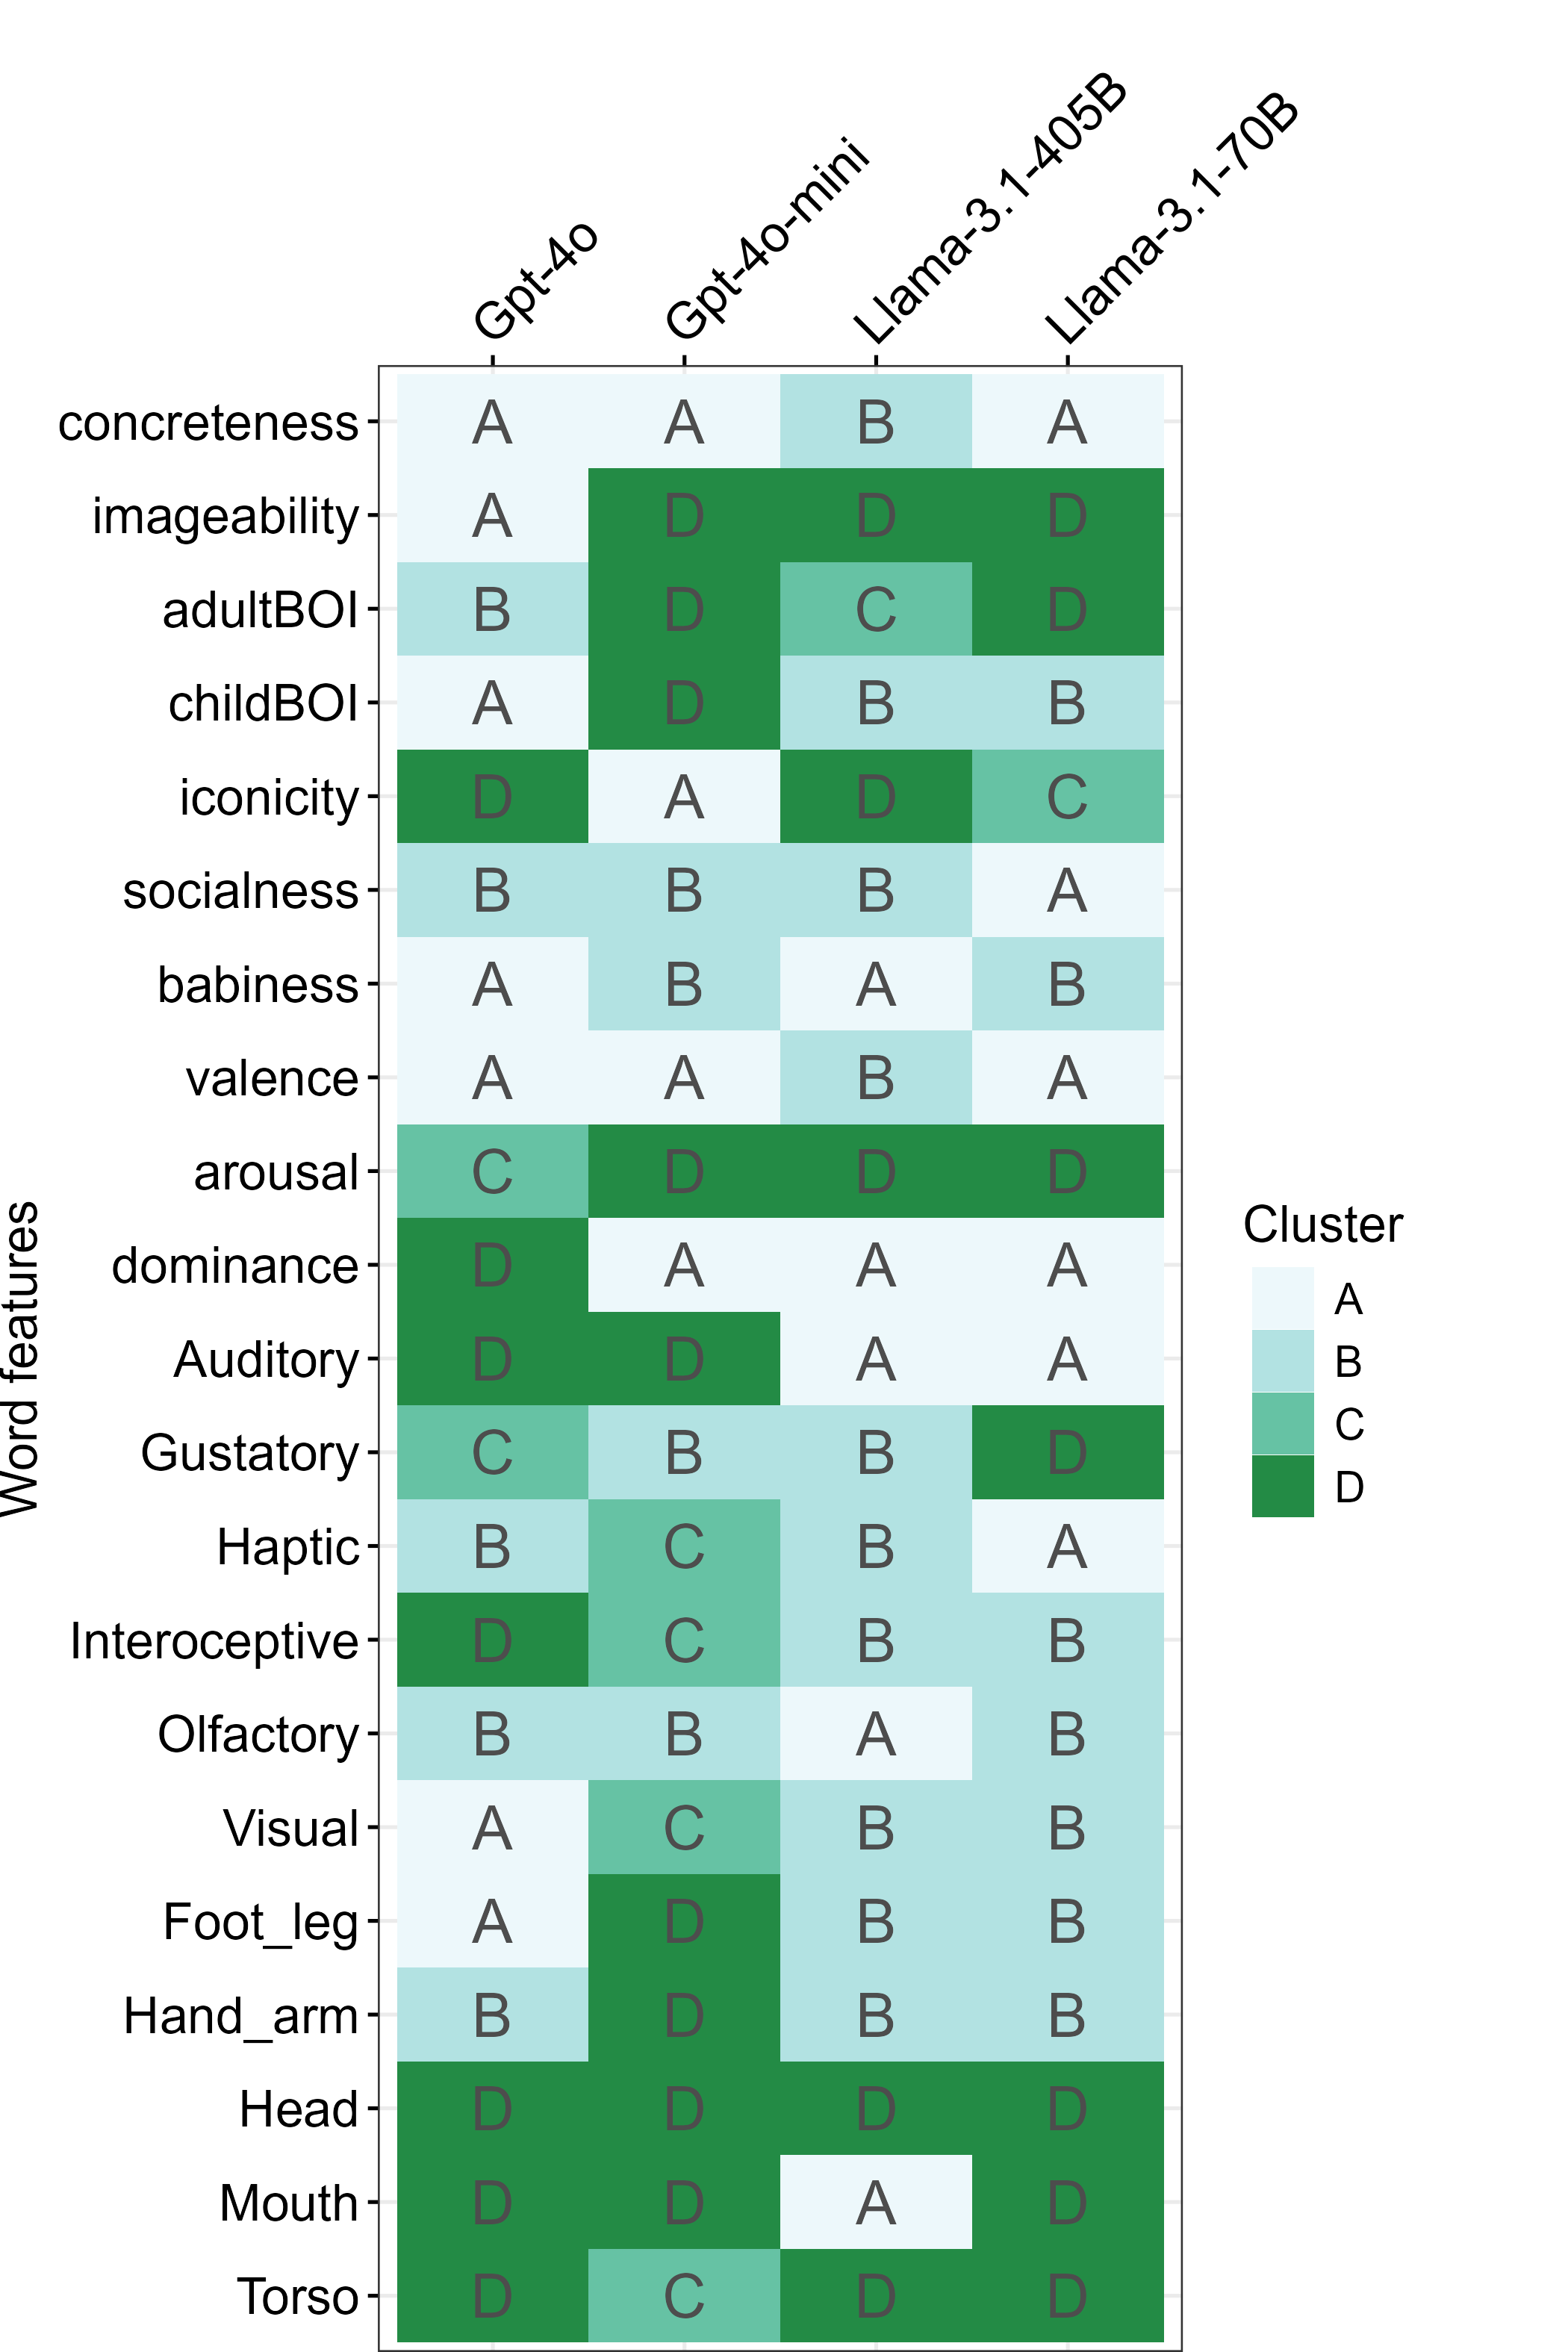 Gpt-4o Gpt-4o-mini Llama-3.1-405B Llama-3.1-70B
concreteness A A B A
imageability A D D D
adultBOI B D C D
childBOI A D B B
iconicity D A D C
socialness B B B A
babiness A B A B
valence A A B A
arousal C D D D
dominance D A A A
Auditory D D A A
Gustatory C B B D
Haptic B C B A
Interoceptive D C B B
Olfactory B B A B
Visual A C B B
Foot_leg A D B B
Hand_arm B D B B
Head D D D D
Mouth D D A D
Torso D C D D
Word features
Cluster
A
B
C
D